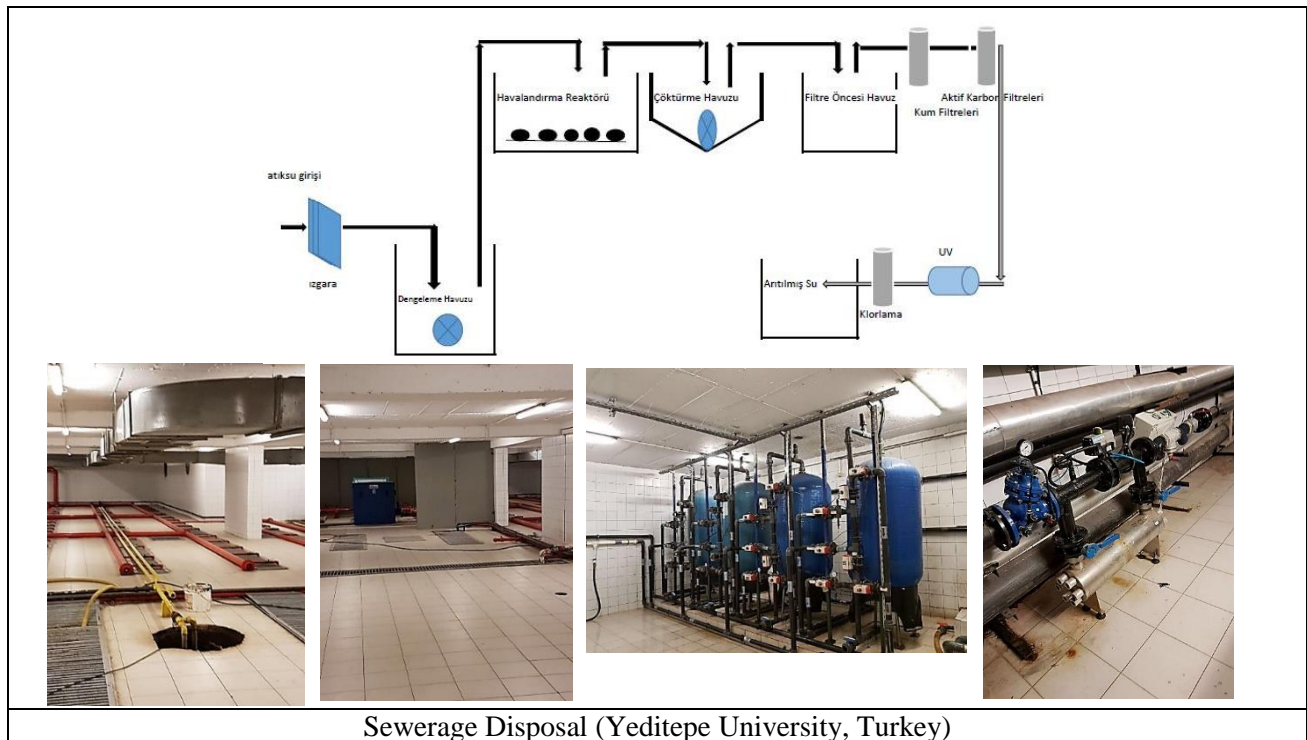 Havalandırma Reaktörü
Çöktürme Havuzu
Filtre Öncesi Havuz
Aktif Karbon Filtreleri
Kum Filtreleri
atıksu girişi
ızgara
Dengeleme Havuzu
UV
Arıtılmış Su
Klorlama
Sewerage Disposal (Yeditepe University, Turkey)